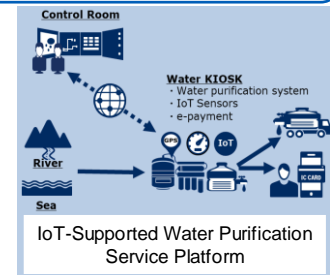 Control Room
Water KIOSK
・Water purification system
・IoT Sensors
・e-payment
GPS
IoT
River
IC CARD
Sea
IoT-Supported Water Purification
Service Platform